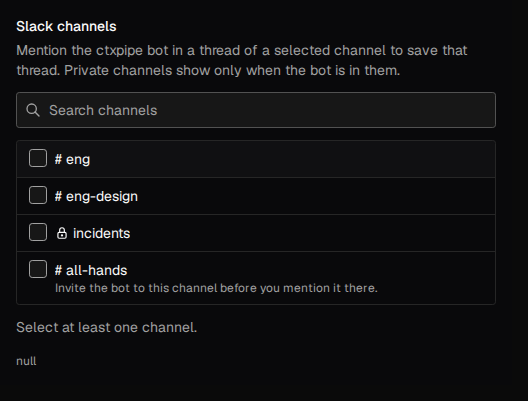 Slack channels
Mention the ctxpipe bot in a thread of a selected channel to save that
thread. Private channels show only when the bot is in them.
Search channels
# eng
# eng-design
incidents
# all-hands
Invite the bot to this channel before you mention it there.
Select at least one channel.
null